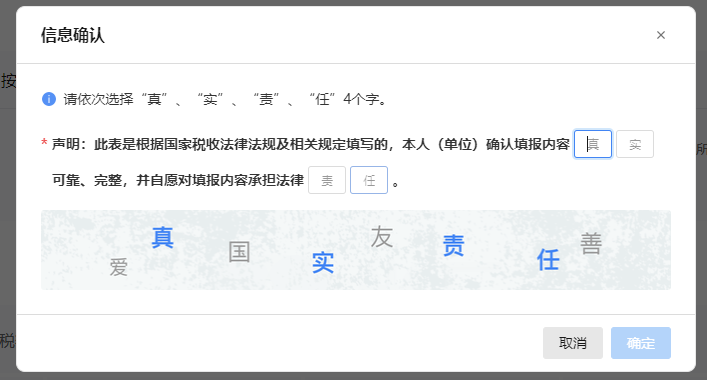 信息确认
按
请依次选择“真”、“实”、“责”、“任”4个字。
* 声明：此表是根据国家税收法律法规及相关规定填写的，本人（单位）确认填报内容 真 实
所
可靠、完整，并自愿对填报内容承担法律 责 任 。
爱 真 国 实 友 责 任 善
税
取消 确定